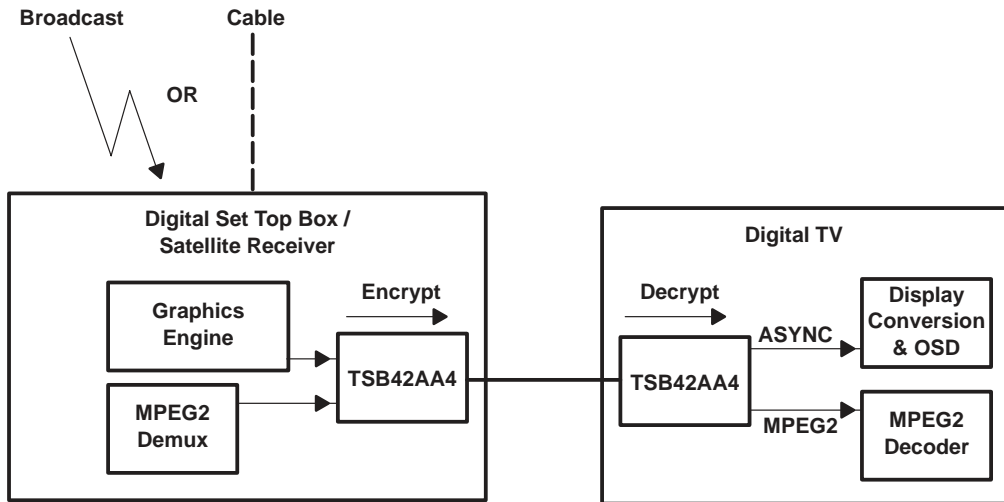 Broadcast
Cable
OR
Digital Set Top Box /
Satellite Receiver
Graphics
Engine
MPEG2
Demux
Encrypt
TSB42AA4
Digital TV
Decrypt
TSB42AA4
ASYNC
MPEG2
Display
Conversion
& OSD
MPEG2
Decoder